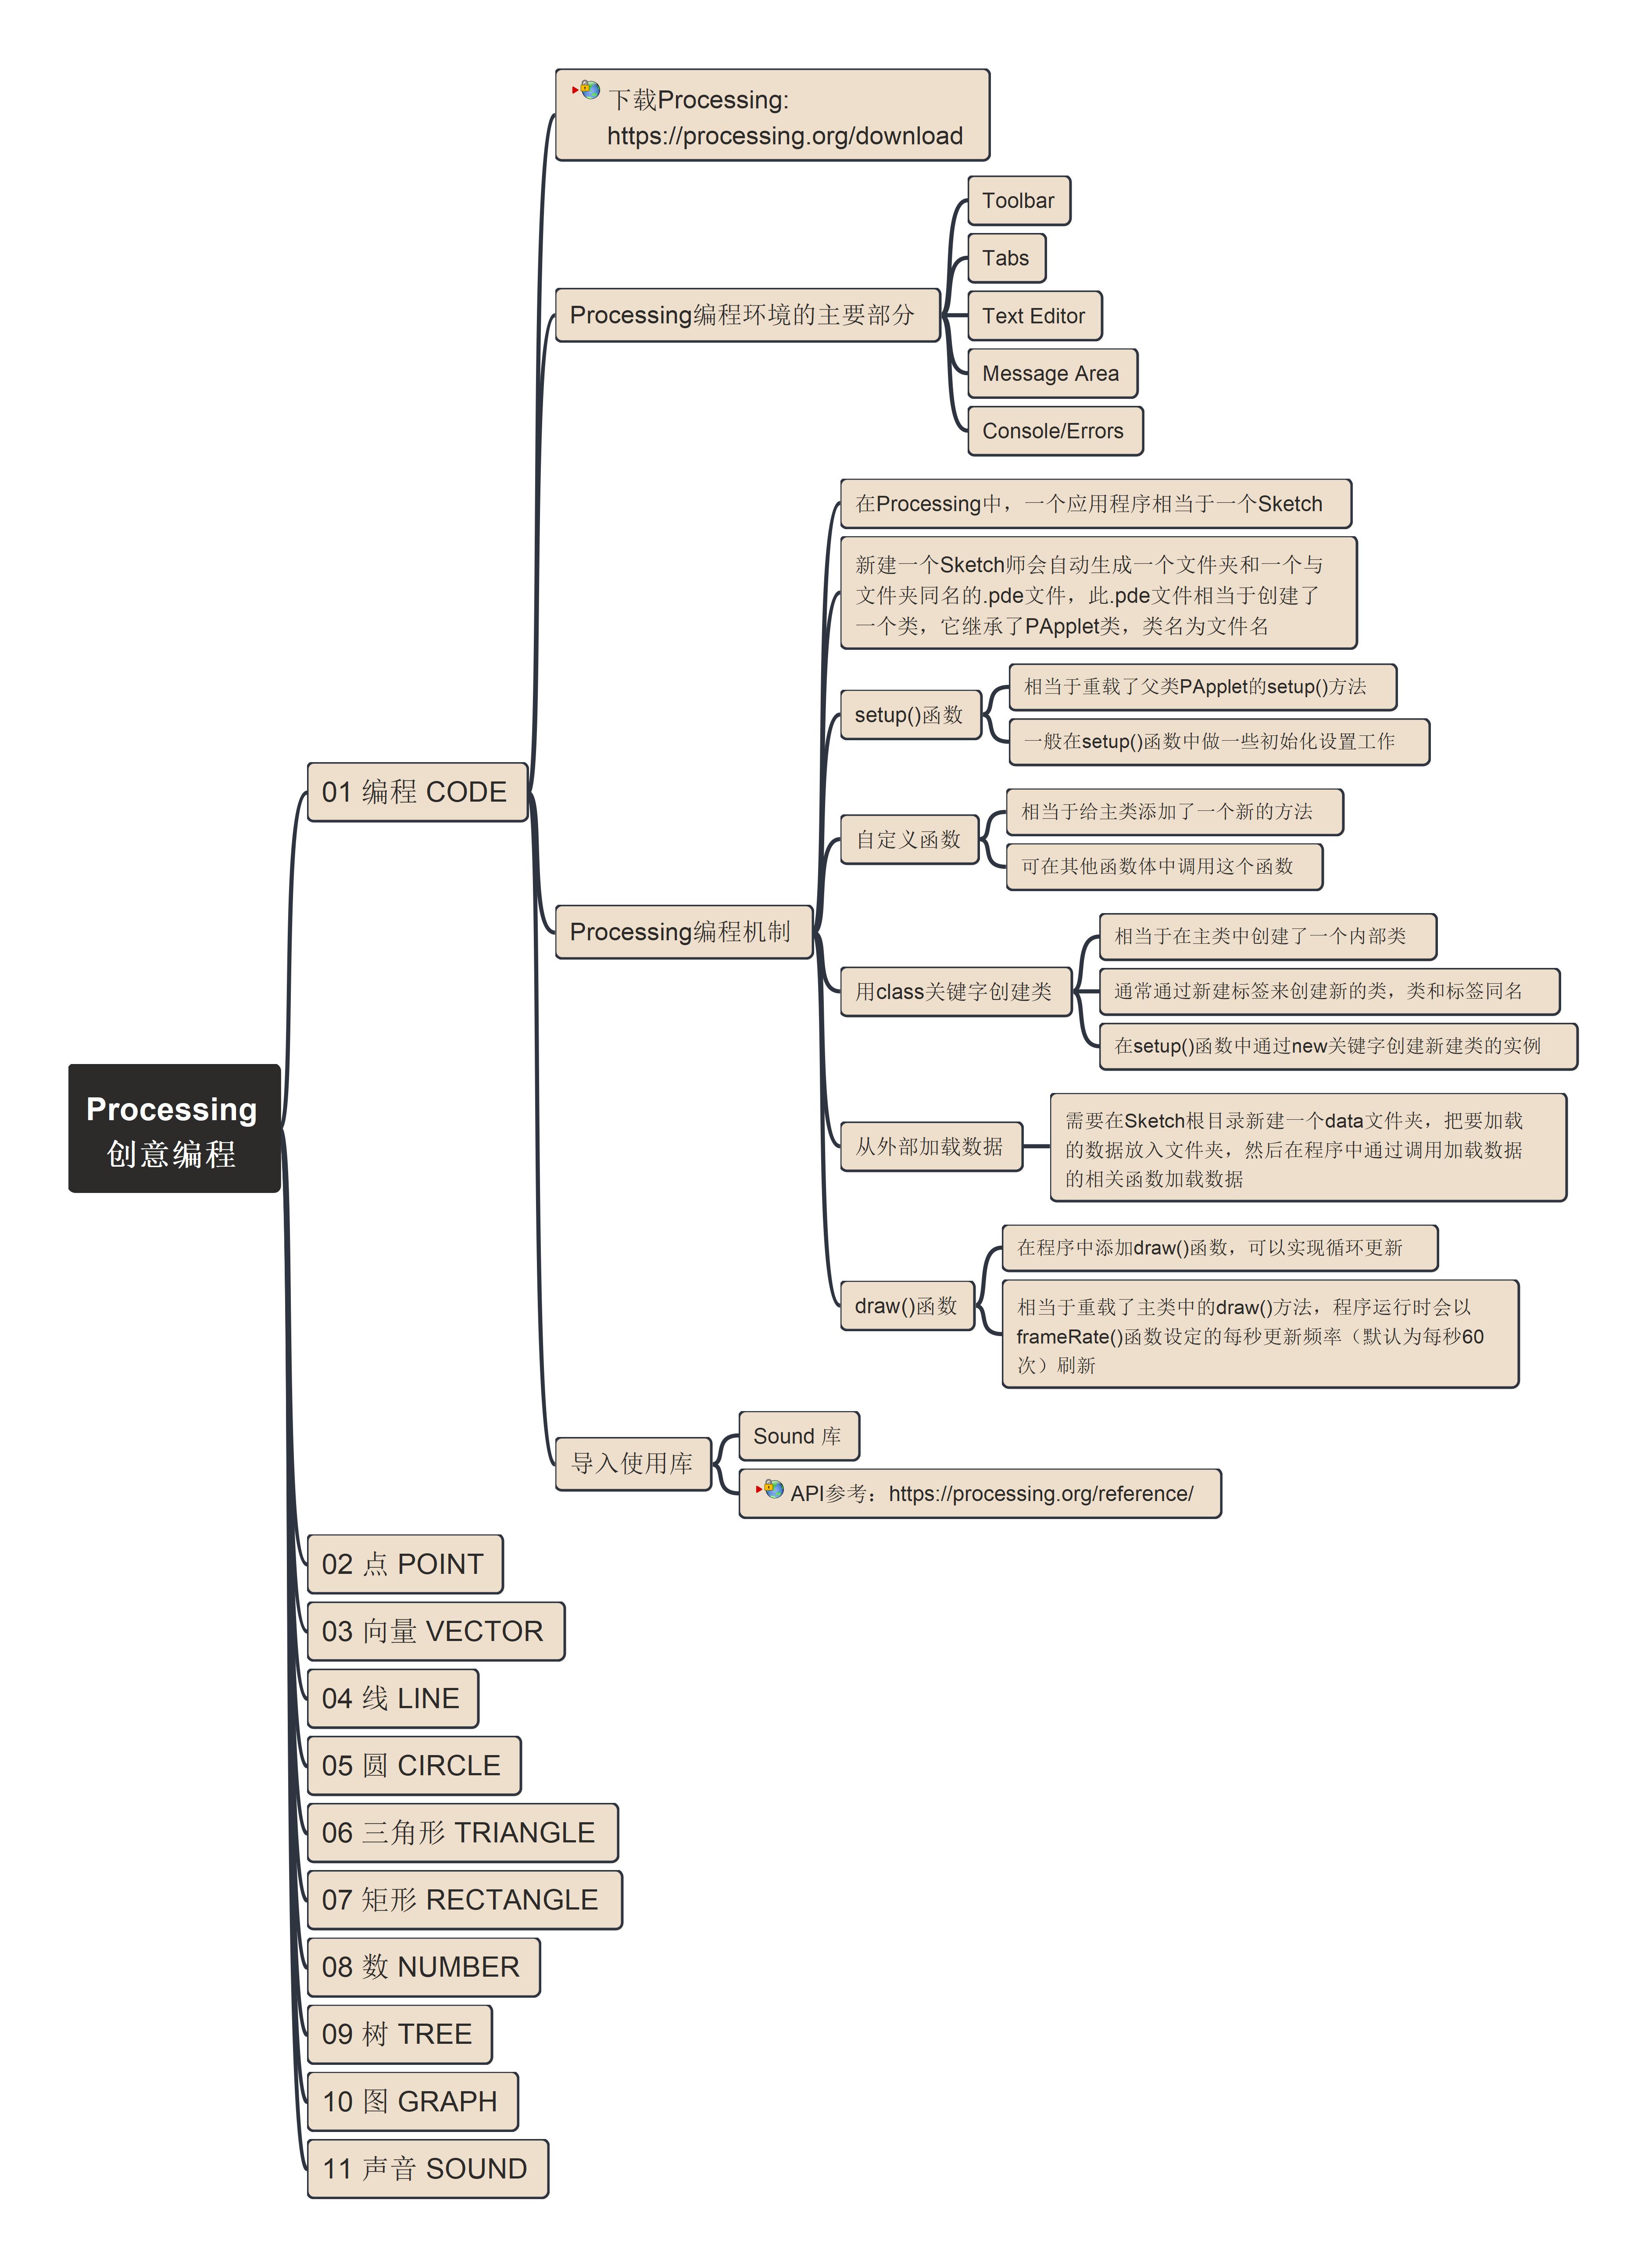 Processing
创意编程
01 编程 CODE
下载Processing:
https://processing.org/download
Processing编程环境的主要部分
Toolbar
Tabs
Text Editor
Message Area
Console/Errors
Processing编程机制
在Processing中，一个应用程序相当于一个Sketch
新建一个Sketch师会自动生成一个文件夹和一个与
文件夹同名的.pde文件，此.pde文件相当于创建了
一个类，它继承了PApplet类，类名为文件名
setup()函数
相当于重载了父类PApplet的setup()方法
一般在setup()函数中做一些初始化设置工作
自定义函数
相当于给主类添加了一个新的方法
可在其他函数体中调用这个函数
用class关键字创建类
相当于在主类中创建了一个内部类
通常通过新建标签来创建新的类，类和标签同名
在setup()函数中通过new关键字创建新建类的实例
从外部加载数据
需要在Sketch根目录新建一个data文件夹，把要加载
的数据放入文件夹，然后在程序中通过调用加载数据
的相关函数加载数据
draw()函数
在程序中添加draw()函数，可以实现循环更新
相当于重载了主类中的draw()方法，程序运行时会以
frameRate()函数设定的每秒更新频率（默认为每秒60
次）刷新
导入使用库
Sound 库
API参考：https://processing.org/reference/
02 点 POINT
03 向量 VECTOR
04 线 LINE
05 圆 CIRCLE
06 三角形 TRIANGLE
07 矩形 RECTANGLE
08 数 NUMBER
09 树 TREE
10 图 GRAPH
11 声音 SOUND